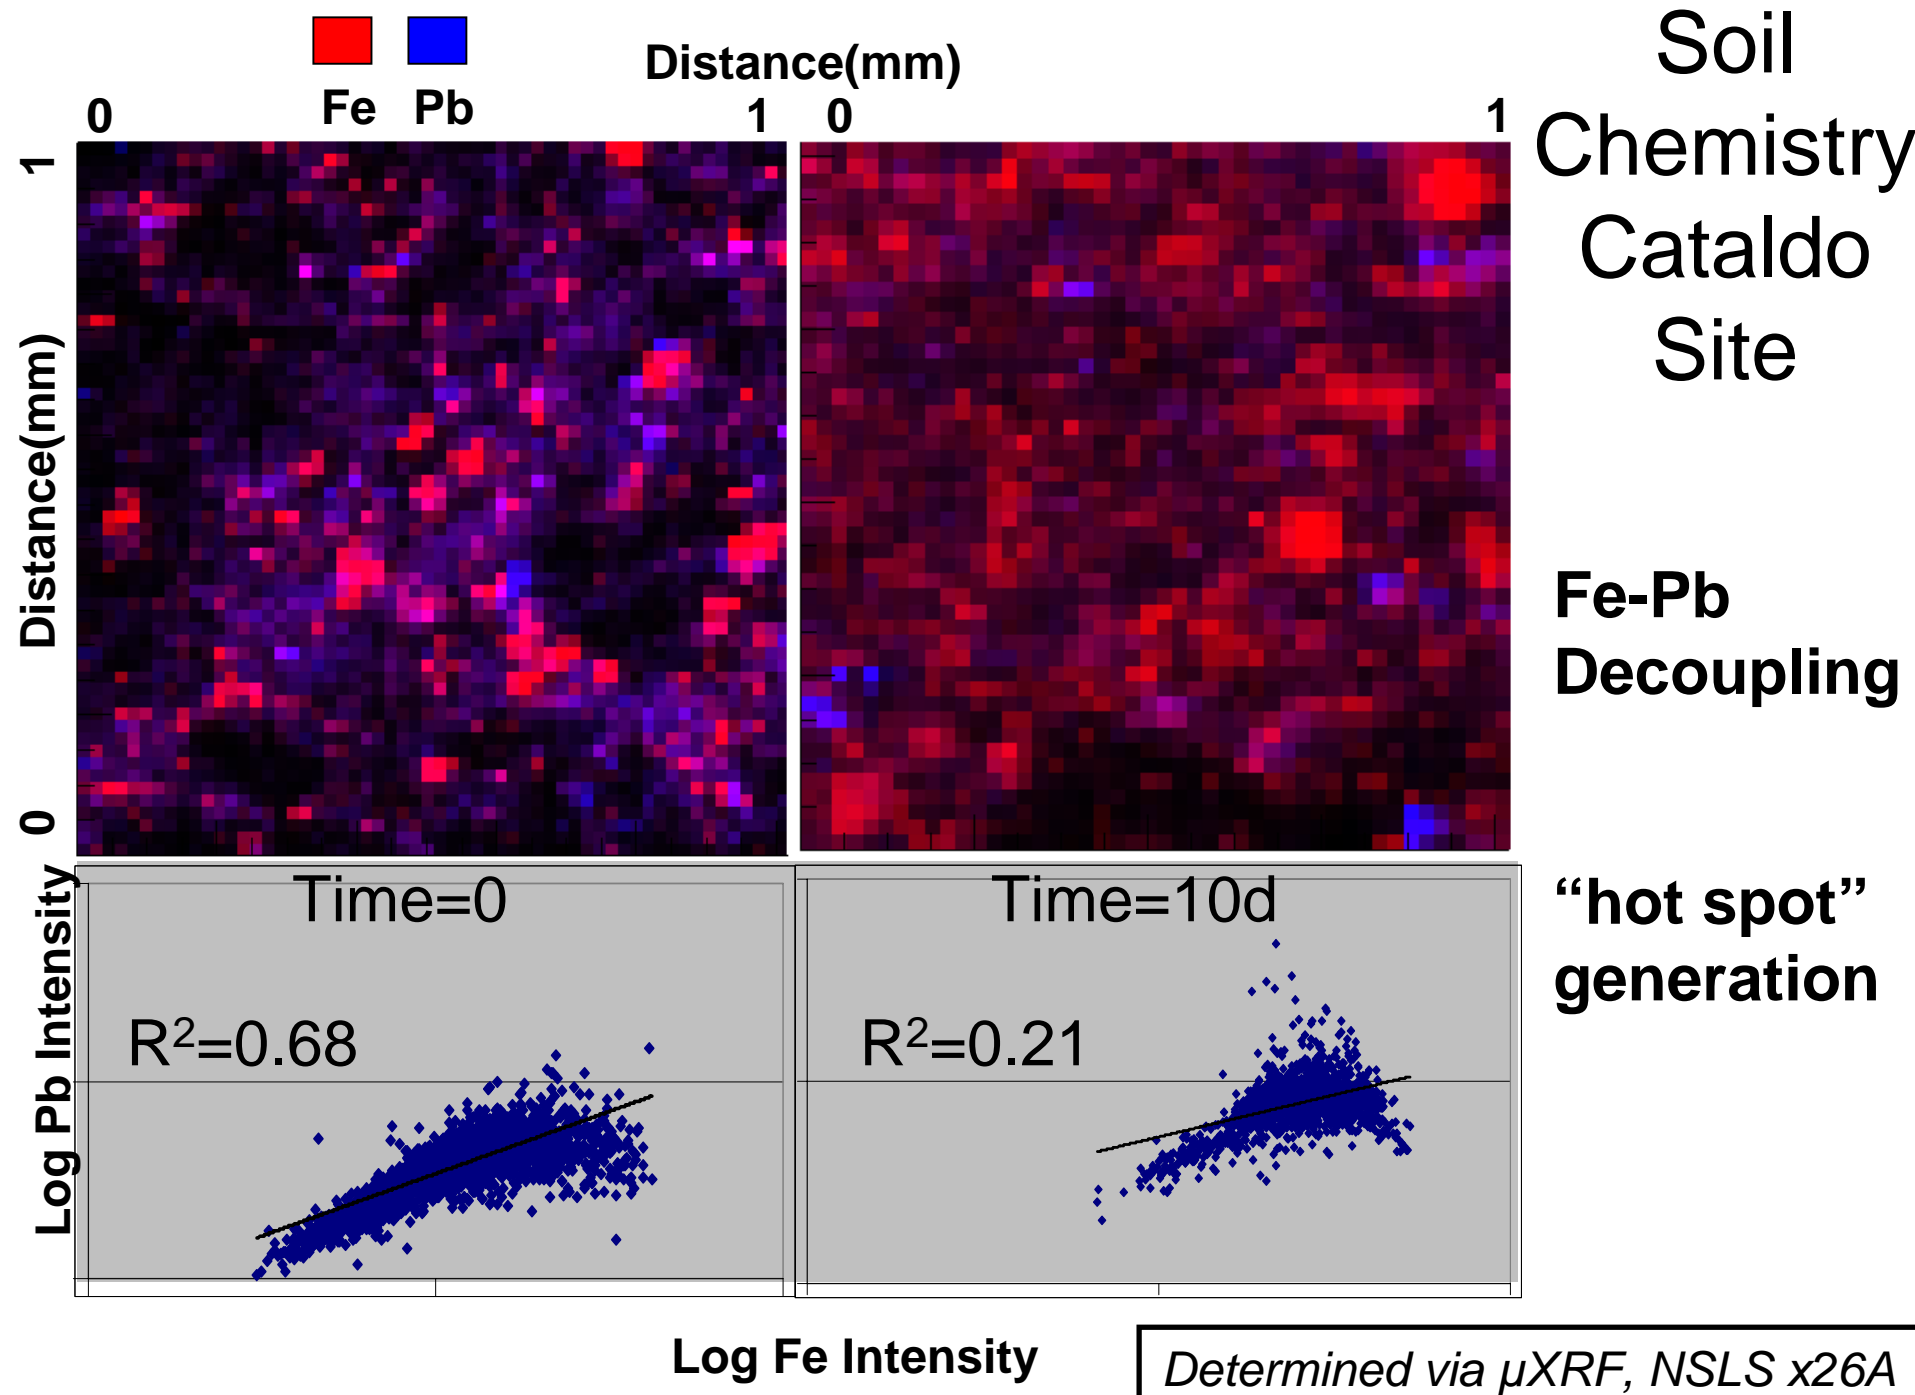 Soil
Chemistry
Cataldo
Site
Fe Pb
Distance(mm)
0 1 0 1
1
Distance(mm)
0
Fe-Pb
Decoupling
"hot spot"
generation
Time=0
Time=10d
R²=0.68
R²=0.21
Log Pb Intensity
Log Fe Intensity
Determined via μXRF, NSLS x26A